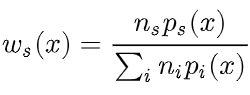 w_s(x) = \frac{n_s p_s(x)}{\sum_i n_i p_i(x)}